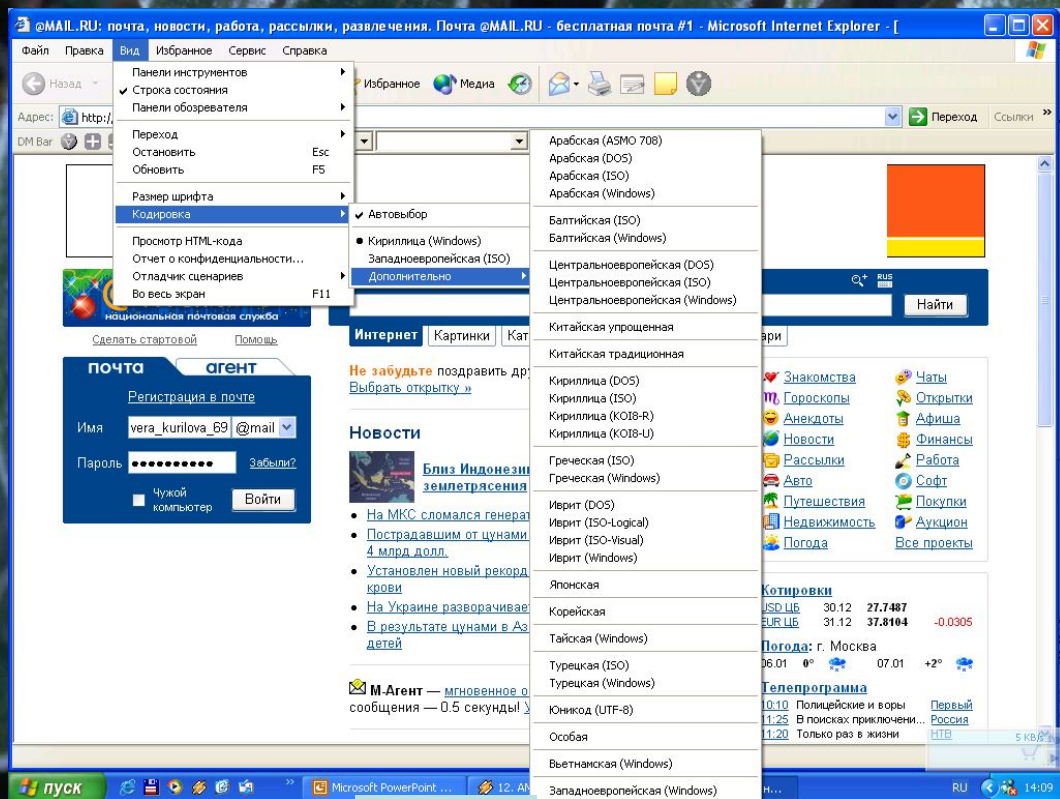 @MAIL.RU: почта, новости, работа, рассылки, развлечения. Почта @MAIL.RU - бесплатная почта #1 - Microsoft Internet Explorer - [
Файл Правка Вид Избранное Сервис Справка
Назад
Избранное Медиа
Адрес: http:/
Переход Ссылки »
DM Bar
Панели инструментов
Строка состояния
Панели обозревателя
Переход
Остановить Esc
Обновить F5
Размер шрифта
Кодировка
Просмотр HTML-кода
Отчет о конфиденциальности...
Отладчик сценариев
Во весь экран F11
Автовыбор
Кириллица (Windows)
Западноевропейская (ISO)
Дополнительно
Арабская (ASMO 708)
Арабская (DOS)
Арабская (ISO)
Арабская (Windows)
Балтийская (ISO)
Балтийская (Windows)
Центральноевропейская (DOS)
Центральноевропейская (ISO)
Центральноевропейская (Windows)
Китайская упрощенная
Китайская традиционная
Кириллица (DOS)
Кириллица (ISO)
Кириллица (KOI8-R)
Кириллица (KOI8-U)
Греческая (ISO)
Греческая (Windows)
Иврит (DOS)
Иврит (ISO-Logical)
Иврит (ISO-Visual)
Иврит (Windows)
Японская
Корейская
Тайская (Windows)
Турецкая (ISO)
Турецкая (Windows)
Юникод (UTF-8)
Особая
Вьетнамская (Windows)
Западноевропейская (Windows)
национальная почтовая служба
Сделать стартовой Помощь
почта агент
Регистрация в почте
Имя vera_kurilova_69 @mail
Пароль •••••••••• Забыли?
Чужой
компьютер
Войти
RUS
Найти
Интернет Картинки Кат
ари
Не забудьте поздравить дру
Выбрать открытку »
Новости
Близ Индонезии
землетрясения
На МКС сломался генерат
Пострадавшим от цунами
4 млрд долл.
Установлен новый рекорд
крови
На Украине разворачивает
В результате цунами в Аз
детей
М-Агент — мгновенное о
сообщения — 0.5 секунды!
Знакомства Чаты
Гороскопы Открытки
Анекдоты Афиша
Новости Финансы
Рассылки Работа
Авто Софт
Путешествия Покупки
Недвижимость Аукцион
Погода Все проекты
Котировки
USD ЦБ 30.12 27.7487
EUR ЦБ 31.12 37.8104 -0.0305
Погода: г. Москва
06.01 0° 07.01 +2°
Телепрограмма
10:10 Полицейские и воры Первый
11:25 В поисках приключени... Россия
11:20 Только раз в жизни НТВ
5 KB/s
пуск
»
Microsoft PowerPoint ...
12. AN
н...
RU
14:09